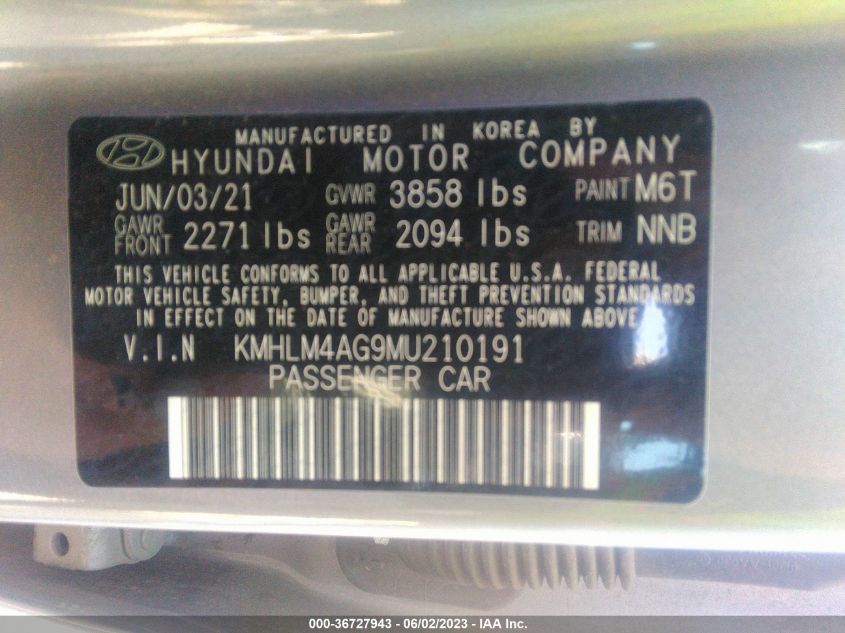 MANUFACTURED IN KOREA BY
HYUNDAI MOTOR COMPANY
JUN/03/21 GVWR 3858 lbs PAINT M6T
GAWR FRONT 2271 lbs GAWR REAR 2094 lbs TRIM NNB
THIS VEHICLE CONFORMS TO ALL APPLICABLE U.S.A. FEDERAL
MOTOR VEHICLE SAFETY, BUMPER, AND THEFT PREVENTION STANDARDS
IN EFFECT ON THE DATE OF MANUFACTURE SHOWN ABOVE
V.I.N KMHLM4AG9MU210191
PASSENGER CAR
000-36727943 - 06/02/2023 - IAA Inc.